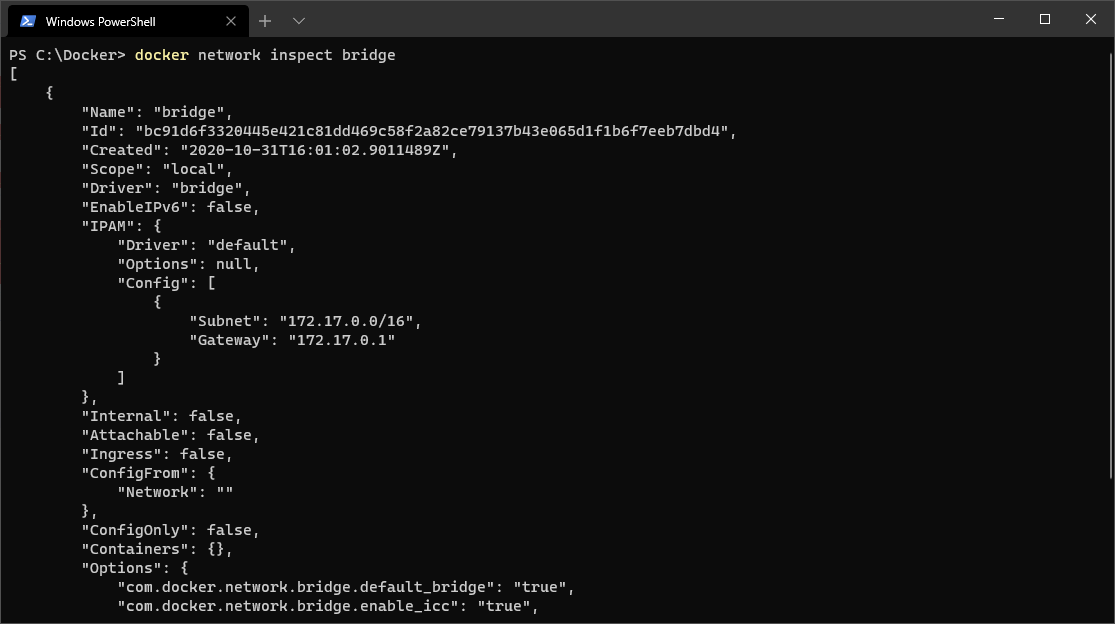 Windows PowerShell
PS C:\Docker> docker network inspect bridge
[
    {
        "Name": "bridge",
        "Id": "bc91d6f3320445e421c81dd469c58f2a82ce79137b43e065d1f1b6f7eeb7dbd4",
        "Created": "2020-10-31T16:01:02.9011489Z",
        "Scope": "local",
        "Driver": "bridge",
        "EnableIPv6": false,
        "IPAM": {
            "Driver": "default",
            "Options": null,
            "Config": [
                {
                    "Subnet": "172.17.0.0/16",
                    "Gateway": "172.17.0.1"
                }
            ]
        },
        "Internal": false,
        "Attachable": false,
        "Ingress": false,
        "ConfigFrom": {
            "Network": ""
        },
        "ConfigOnly": false,
        "Containers": {},
        "Options": {
            "com.docker.network.bridge.default_bridge": "true",
            "com.docker.network.bridge.enable_icc": "true",